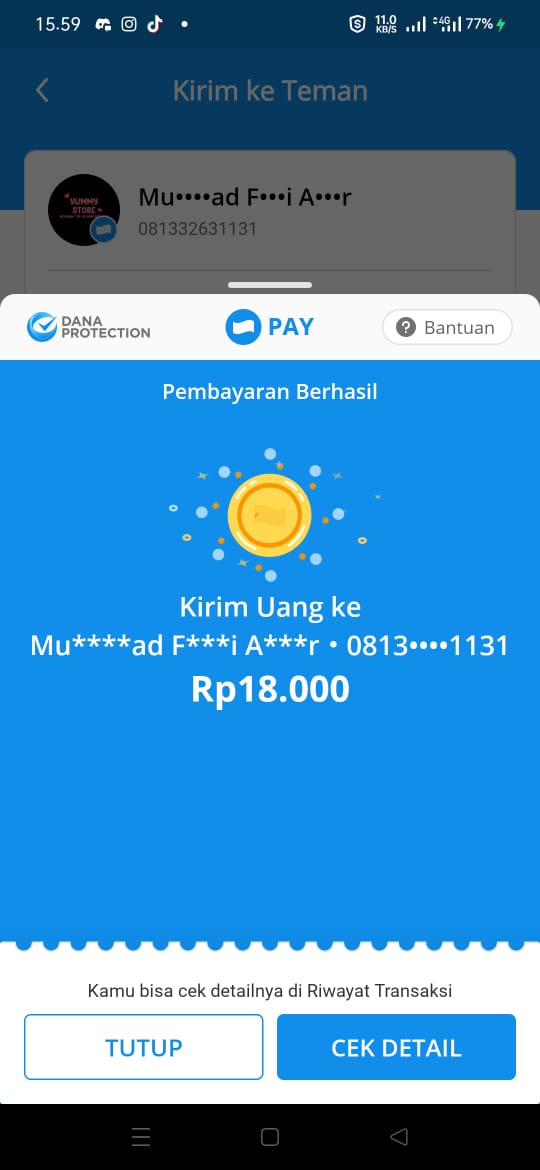 15.59 11.0 KB/S 4G 77%
Kirim ke Teman
YUMMY
STORE
Mu••••ad F•••i A•••r
081332631131
DANA
PROTECTION
PAY
? Bantuan
Pembayaran Berhasil
Kirim Uang ke
Mu****ad F***i A***r • 0813••••1131
Rp18.000
Kamu bisa cek detailnya di Riwayat Transaksi
TUTUP
CEK DETAIL